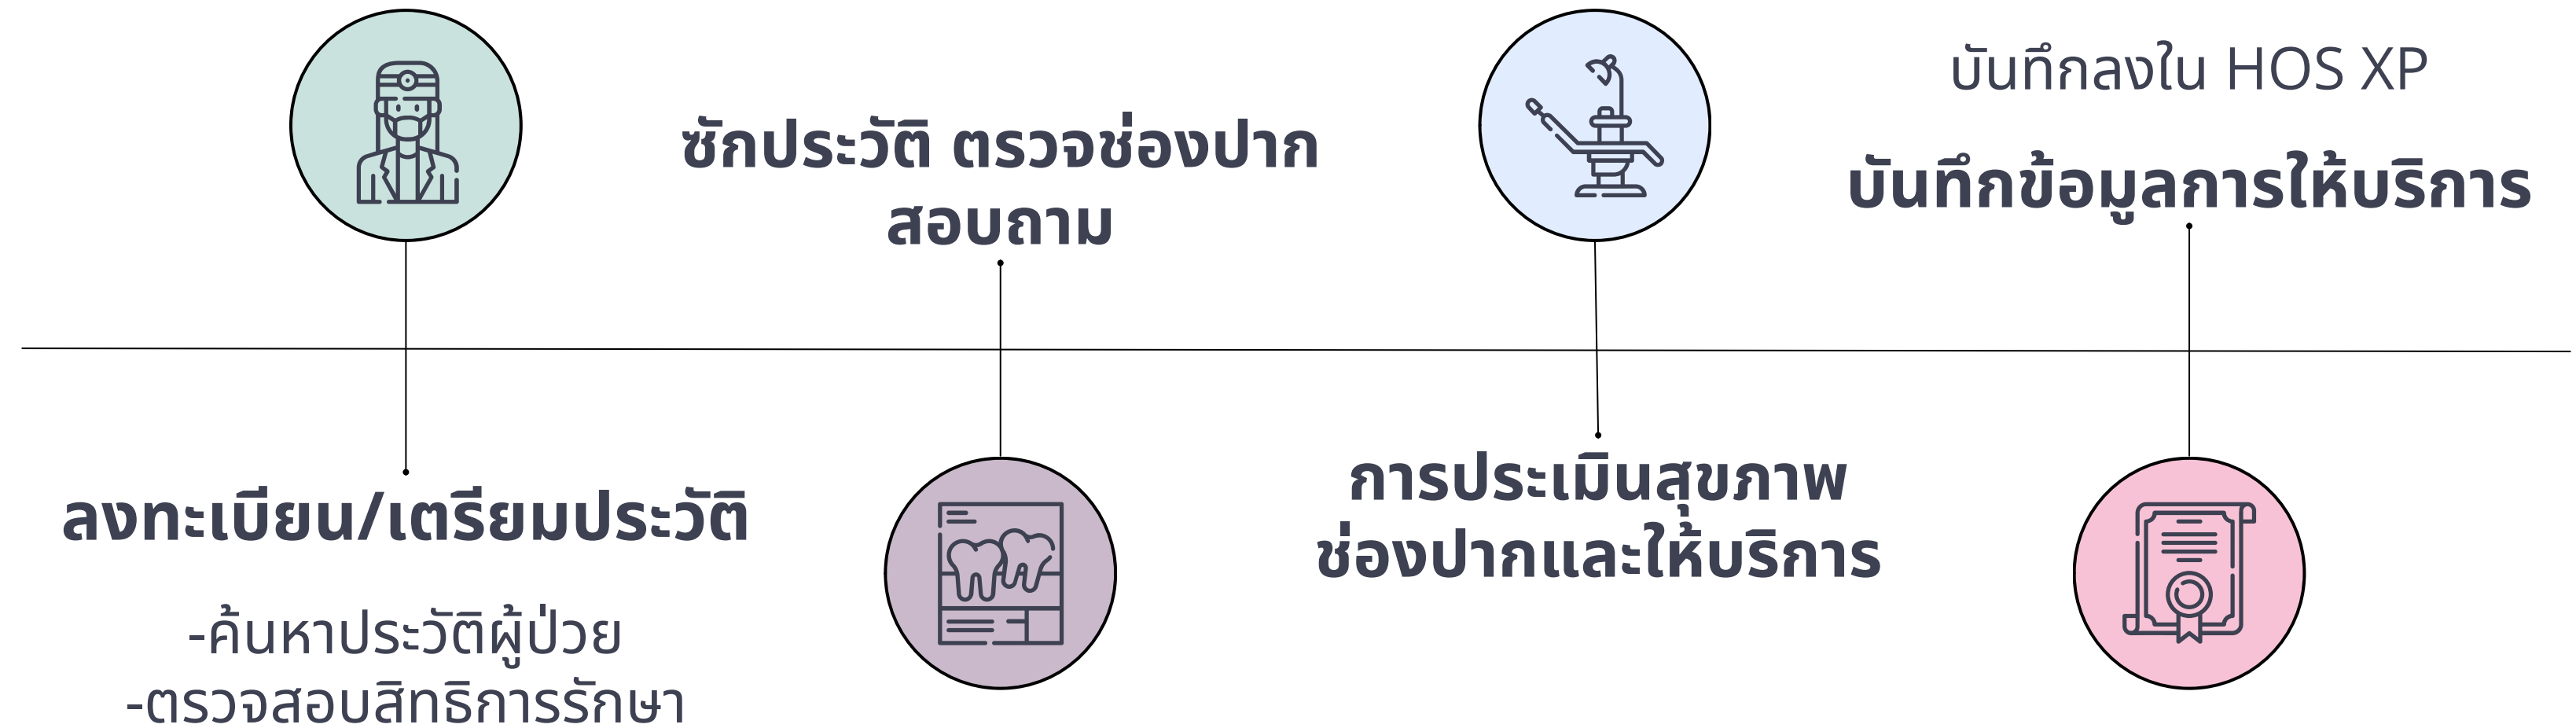 ลงทะเบียน/เตรียมประวัติ
-ค้นหาประวัติผู้ป่วย
-ตรวจสอบสิทธิการรักษา
ซักประวัติ ตรวจช่องปาก
สอบถาม
การประเมินสุขภาพ
ช่องปากและให้บริการ
บันทึกลงใน HOS XP
บันทึกข้อมูลการให้บริการ